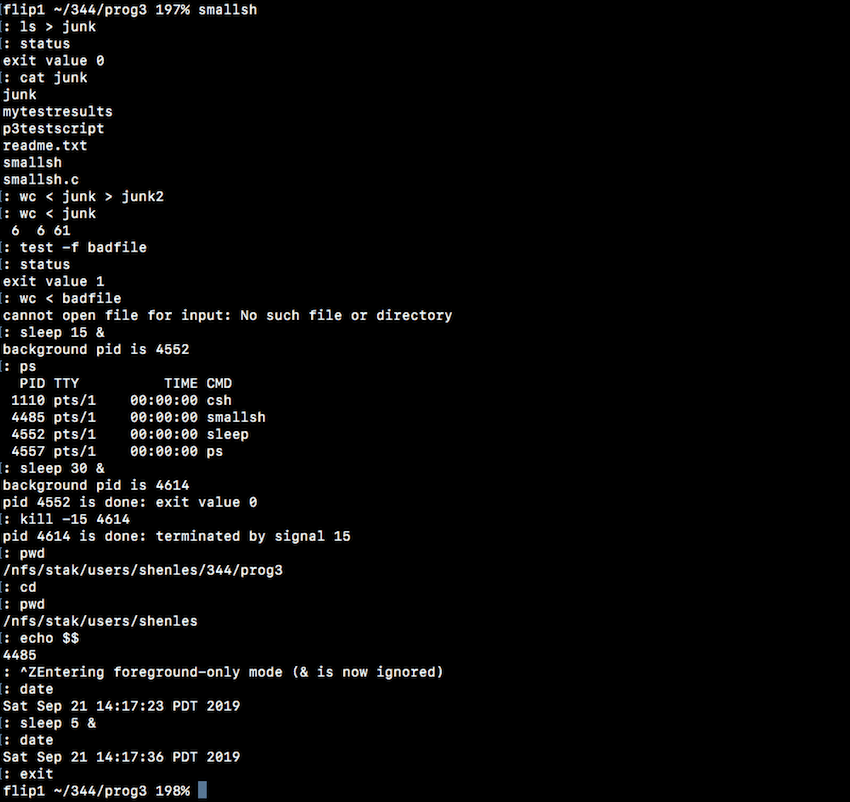 flip1 ~/344/prog3 197% smallsh
: ls > junk
: status
exit value 0
: cat junk
junk
mytestresults
p3testscript
readme.txt
smallsh
smallsh.c
: wc < junk > junk2
: wc < junk
 6  6 61
: test -f badfile
: status
exit value 1
: wc < badfile
cannot open file for input: No such file or directory
: sleep 15 &
background pid is 4552
: ps
  PID TTY          TIME CMD
 1110 pts/1    00:00:00 csh
 4485 pts/1    00:00:00 smallsh
 4552 pts/1    00:00:00 sleep
 4557 pts/1    00:00:00 ps
: sleep 30 &
background pid is 4614
pid 4552 is done: exit value 0
: kill -15 4614
pid 4614 is done: terminated by signal 15
: pwd
/nfs/stak/users/shenles/344/prog3
: cd
: pwd
/nfs/stak/users/shenles
: echo $$
4485
: ^ZEntering foreground-only mode (& is now ignored)
: date
Sat Sep 21 14:17:23 PDT 2019
: sleep 5 &
: date
Sat Sep 21 14:17:36 PDT 2019
: exit
flip1 ~/344/prog3 198%